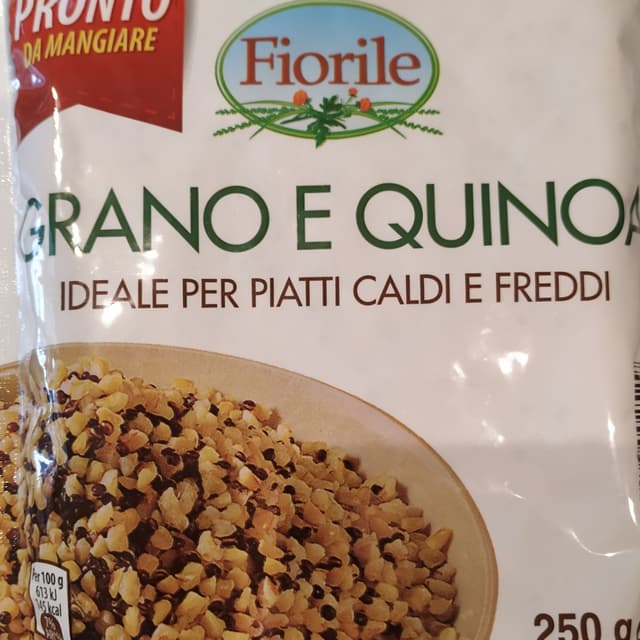 PRONTO
DA MANGIARE
Fiorile
GRANO E QUINOA
IDEALE PER PIATTI CALDI E FREDDI
Per 100 g
613 kJ
145 kcal
250 g